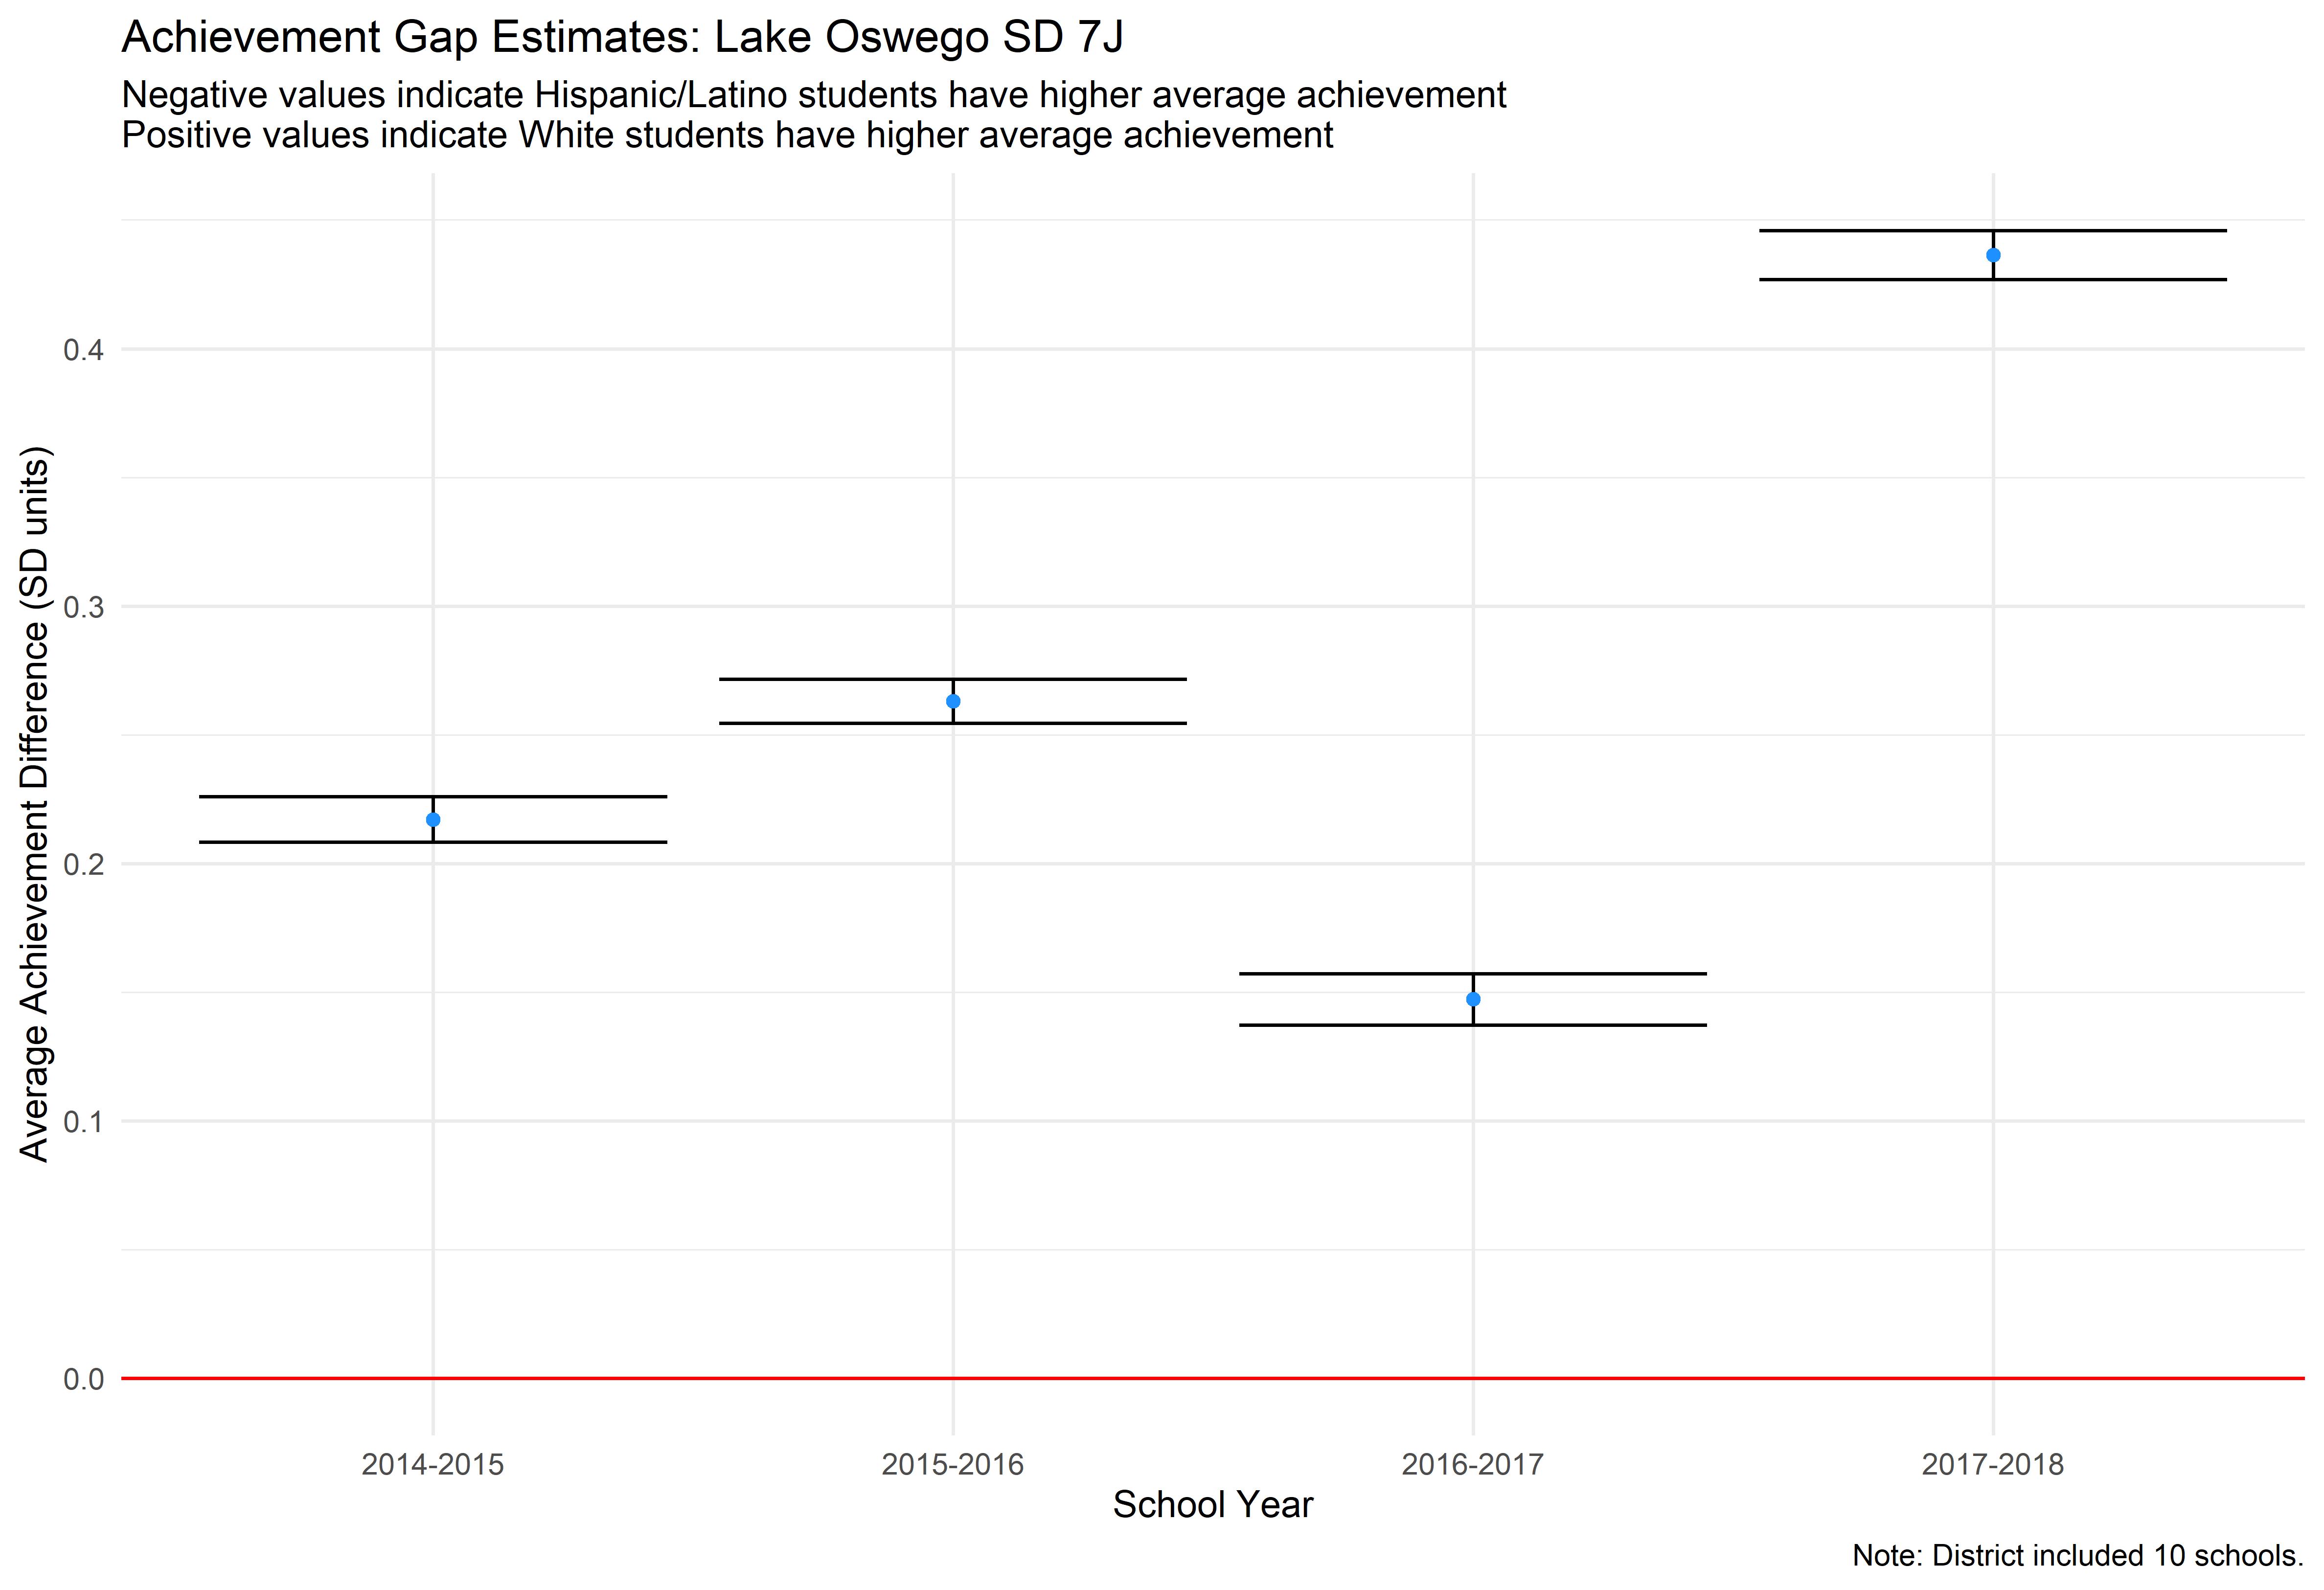 Achievement Gap Estimates: Lake Oswego SD 7J
Negative values indicate Hispanic/Latino students have higher average achievement
Positive values indicate White students have higher average achievement
Average Achievement Difference (SD units)
0.4
0.3
0.2
0.1
0.0
2014-2015
2015-2016
2016-2017
2017-2018
School Year
Note: District included 10 schools.